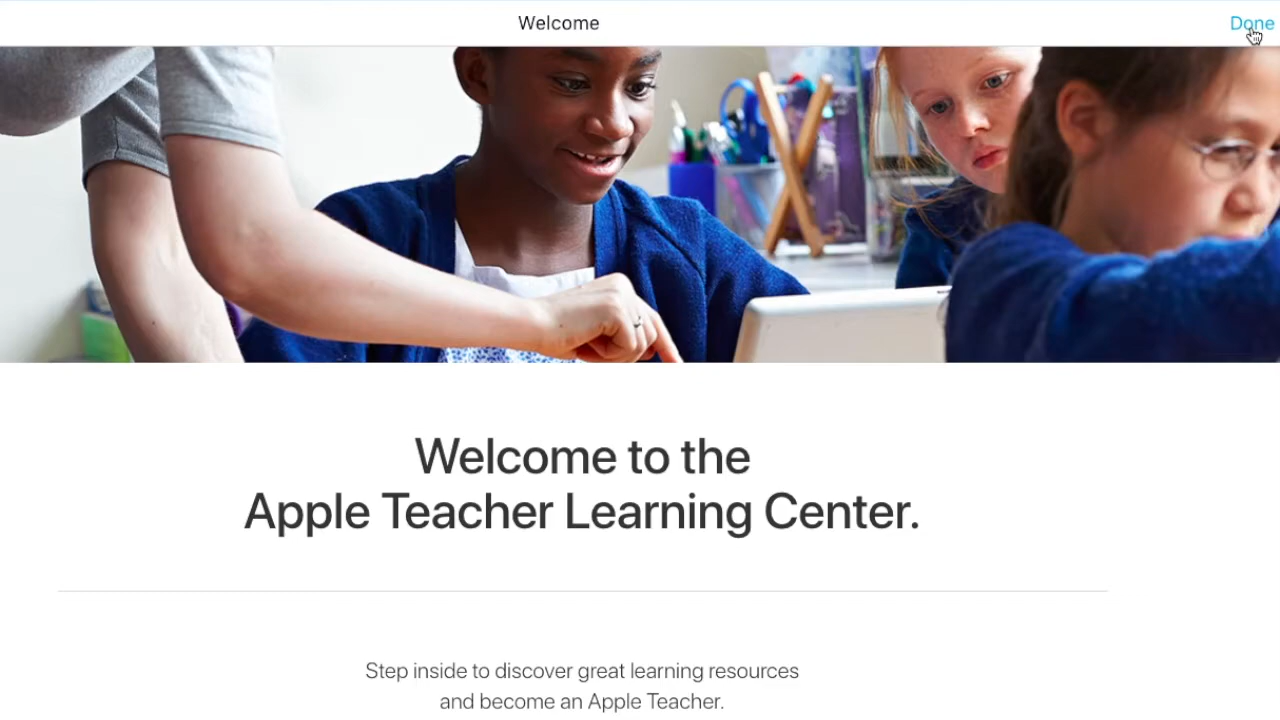 Welcome
Done
Welcome to the
Apple Teacher Learning Center.
Step inside to discover great learning resources
and become an Apple Teacher.